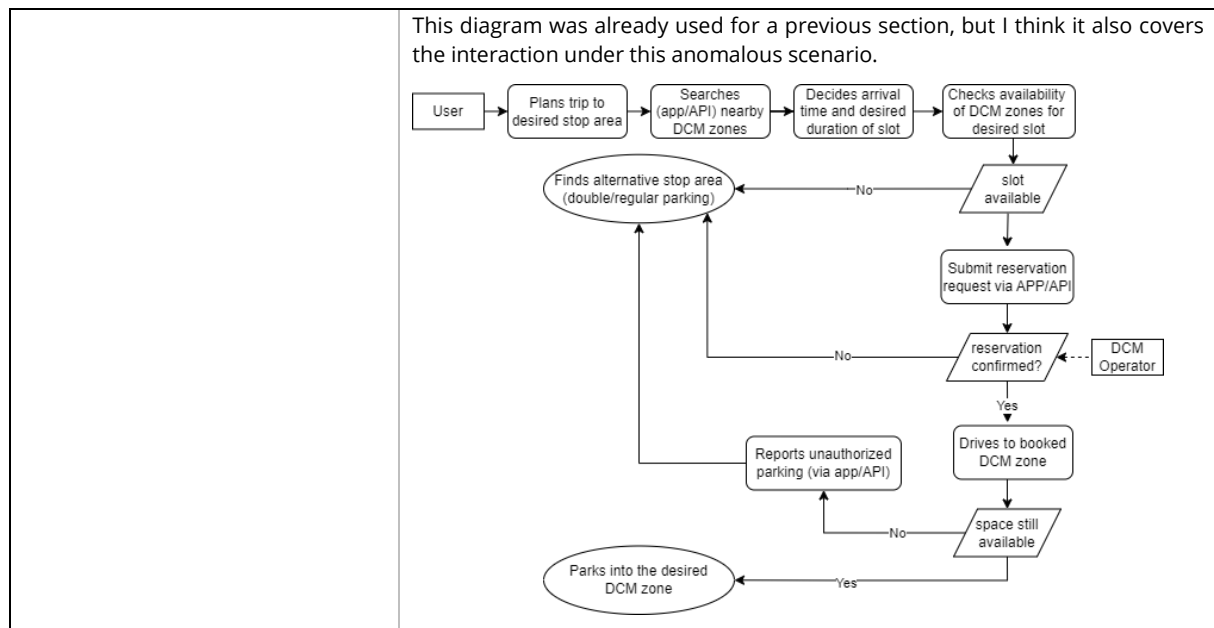 This diagram was already used for a previous section, but I think it also covers
the interaction under this anomalous scenario.
User
Plans trip to
desired stop area
Searches
(app/API) nearby
DCM zones
Decides arrival
time and desired
duration of slot
Checks availability
of DCM zones for
desired slot
Finds alternative stop area
(double/regular parking)
No
slot
available
Submit reservation
request via APP/API
No
reservation
confirmed?
DCM
Operator
Yes
Drives to booked
DCM zone
Reports unauthorized
parking (via app/API)
No
space still
available
Parks into the desired
DCM zone
Yes